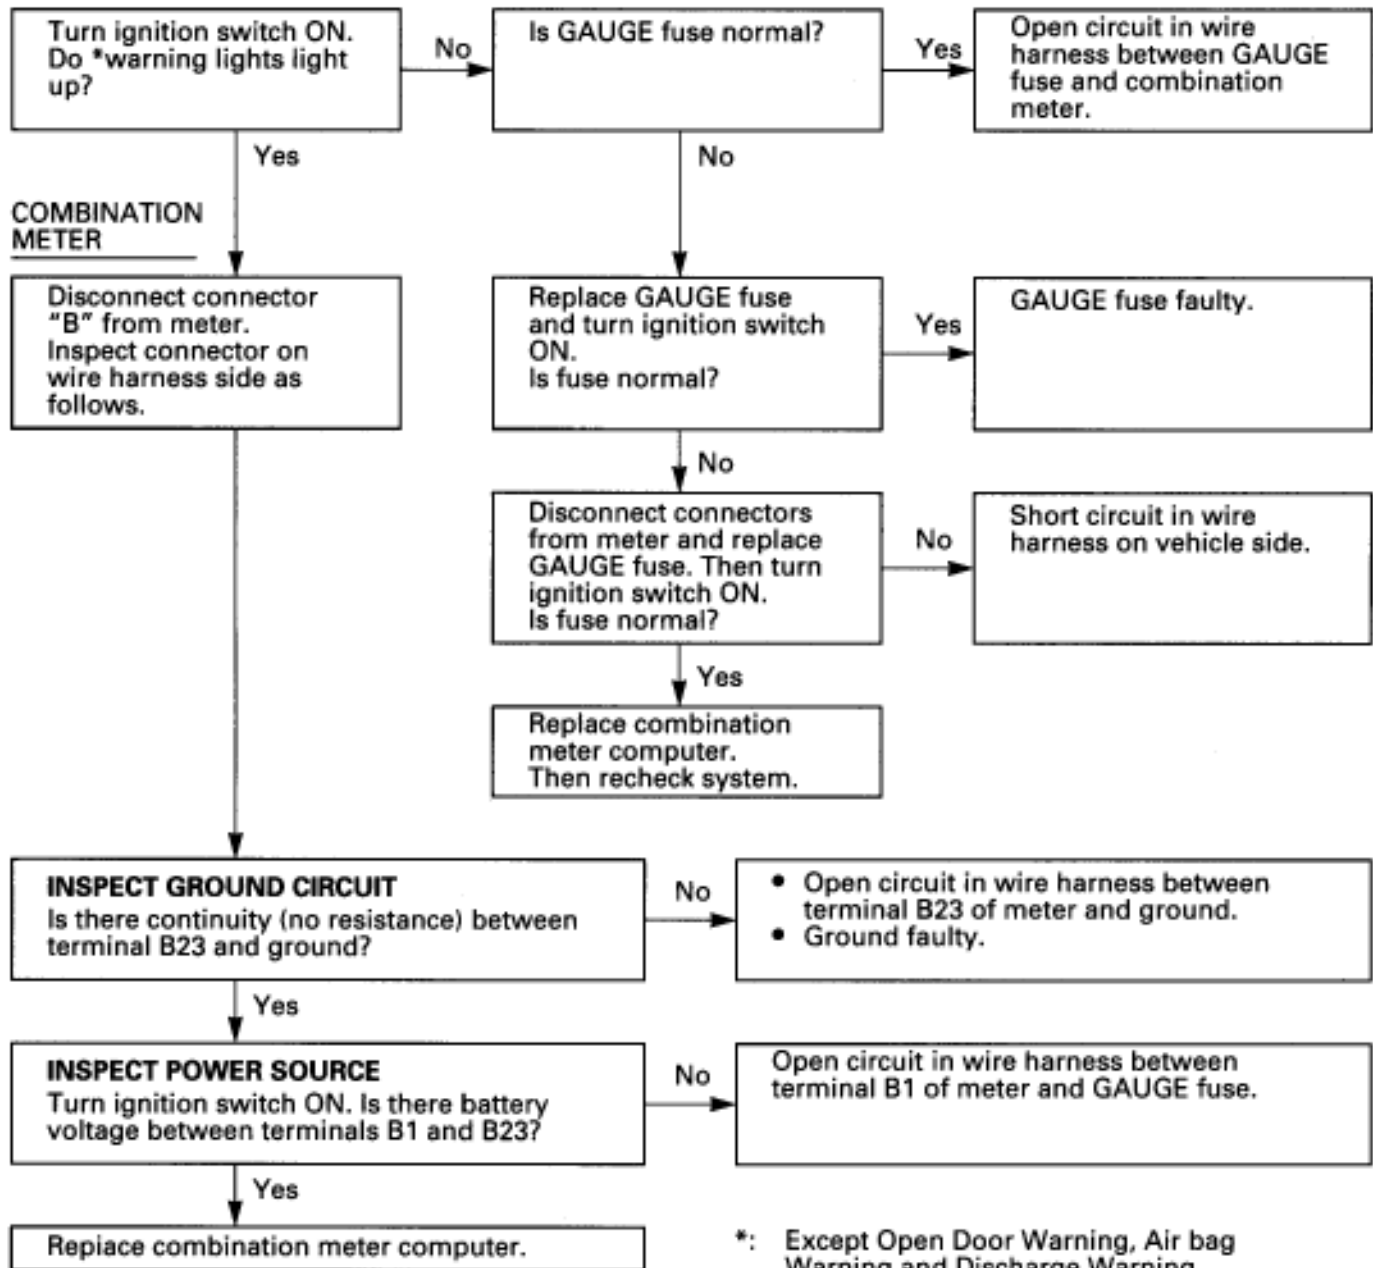 Turn ignition switch ON.
Do *warning lights light
up?
No
Is GAUGE fuse normal?
Yes
Open circuit in wire
harness between GAUGE
fuse and combination
meter.
Yes
No
COMBINATION
METER
Disconnect connector
"B" from meter.
Inspect connector on
wire harness side as
follows.
Replace GAUGE fuse
and turn ignition switch
ON.
Is fuse normal?
Yes
GAUGE fuse faulty.
No
Disconnect connectors
from meter and replace
GAUGE fuse. Then turn
ignition switch ON.
Is fuse normal?
No
Short circuit in wire
harness on vehicle side.
Yes
Replace combination
meter computer.
Then recheck system.
INSPECT GROUND CIRCUIT
Is there continuity (no resistance) between
terminal B23 and ground?
No
• Open circuit in wire harness between
terminal B23 of meter and ground.
• Ground faulty.
Yes
INSPECT POWER SOURCE
Turn ignition switch ON. Is there battery
voltage between terminals B1 and B23?
No
Open circuit in wire harness between
terminal B1 of meter and GAUGE fuse.
Yes
Replace combination meter computer.
*: Except Open Door Warning, Air bag
Warning and Discharge Warning